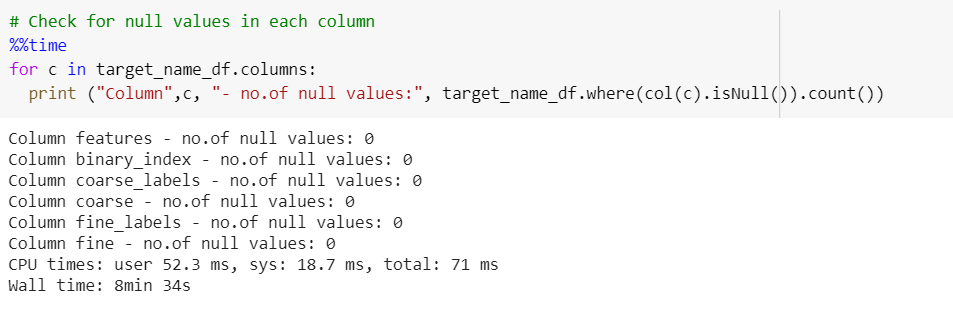 # Check for null values in each column
%%time
for c in target_name_df.columns:
  print ("Column",c, "- no.of null values:", target_name_df.where(col(c).isNull()).count())
Column features - no.of null values: 0
Column binary_index - no.of null values: 0
Column coarse_labels - no.of null values: 0
Column coarse - no.of null values: 0
Column fine_labels - no.of null values: 0
Column fine - no.of null values: 0
CPU times: user 52.3 ms, sys: 18.7 ms, total: 71 ms
Wall time: 8min 34s